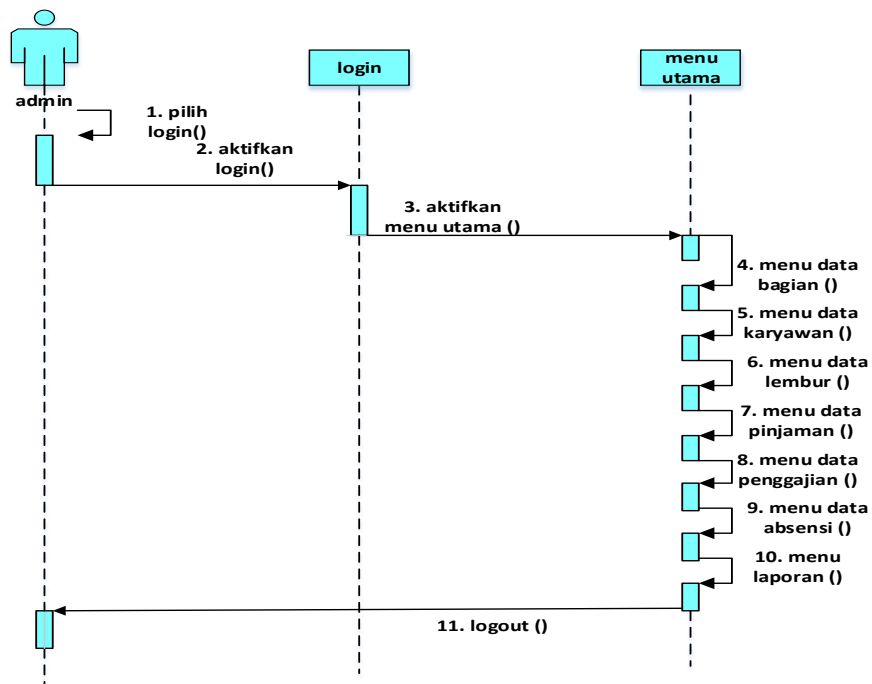 admin
login
menu
utama
1. pilih
login()
2. aktifkan
login()
3. aktifkan
menu utama ()
4. menu data
bagian ()
5. menu data
karyawan ()
6. menu data
lembur ()
7. menu data
pinjaman ()
8. menu data
penggajian ()
9. menu data
absensi ()
10. menu
laporan ()
11. logout ()